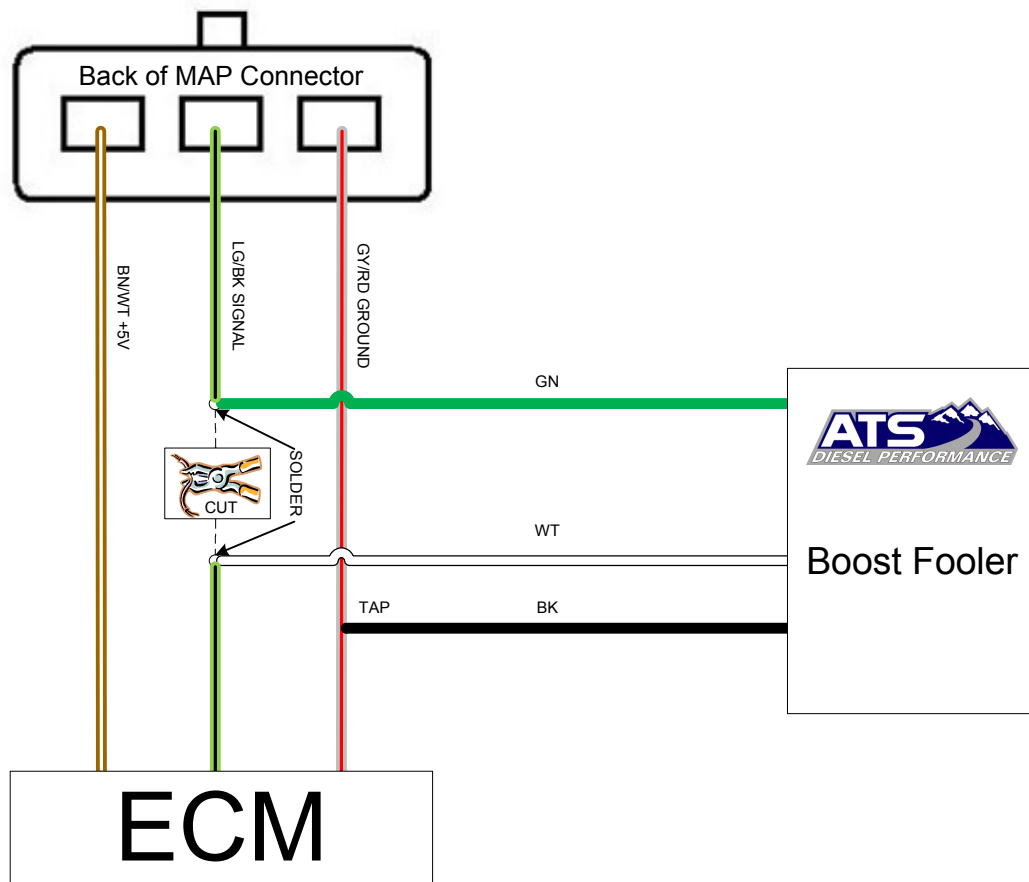 Back of MAP Connector
BN/WT +5V
LG/BK SIGNAL
GY/RD GROUND
GN
ATS
DIESEL PERFORMANCE
SOLDER
CUT
WT
Boost Fooler
TAP
BK
ECM